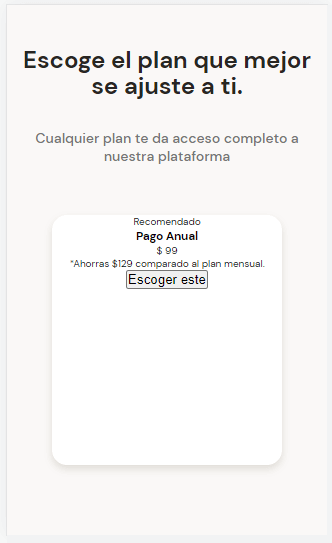 Escoge el plan que mejor
se ajuste a ti.
Cualquier plan te da acceso completo a
nuestra plataforma
Recomendado
Pago Anual
$ 99
*Ahorras $129 comparado al plan mensual.
Escoger este